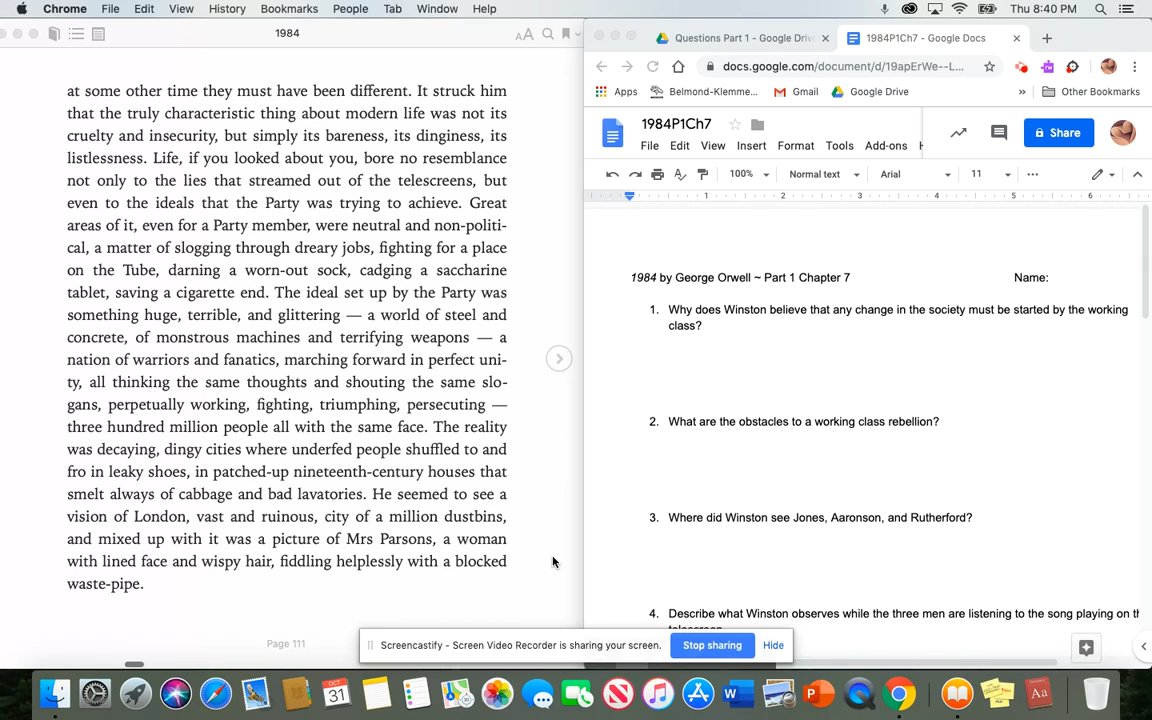 Chrome File Edit View History Bookmarks People Tab Window Help Thu 8:40 PM
1984
AA
at some other time they must have been different. It struck him
that the truly characteristic thing about modern life was not its
cruelty and insecurity, but simply its bareness, its dinginess, its
listlessness. Life, if you looked about you, bore no resemblance
not only to the lies that streamed out of the telescreens, but
even to the ideals that the Party was trying to achieve. Great
areas of it, even for a Party member, were neutral and non-politi-
cal, a matter of slogging through dreary jobs, fighting for a place
on the Tube, darning a worn-out sock, cadging a saccharine
tablet, saving a cigarette end. The ideal set up by the Party was
something huge, terrible, and glittering — a world of steel and
concrete, of monstrous machines and terrifying weapons — a
nation of warriors and fanatics, marching forward in perfect uni-
ty, all thinking the same thoughts and shouting the same slo-
gans, perpetually working, fighting, triumphing, persecuting —
three hundred million people all with the same face. The reality
was decaying, dingy cities where underfed people shuffled to and
fro in leaky shoes, in patched-up nineteenth-century houses that
smelt always of cabbage and bad lavatories. He seemed to see a
vision of London, vast and ruinous, city of a million dustbins,
and mixed up with it was a picture of Mrs Parsons, a woman
with lined face and wispy hair, fiddling helplessly with a blocked
waste-pipe.
Page 111
Questions Part 1 - Google Driv
1984P1Ch7 - Google Docs
docs.google.com/document/d/19apErWe--L...
Apps Belmond-Klemme... Gmail Google Drive » Other Bookmarks
1984P1Ch7
File Edit View Insert Format Tools Add-ons
Share
100% Normal text Arial 11
1 2 3 4 5 6
1984 by George Orwell ~ Part 1 Chapter 7 Name:
1. Why does Winston believe that any change in the society must be started by the working
class?
2. What are the obstacles to a working class rebellion?
3. Where did Winston see Jones, Aaronson, and Rutherford?
4. Describe what Winston observes while the three men are listening to the song playing on th
Screencastify - Screen Video Recorder is sharing your screen. Stop sharing Hide
OCT
31